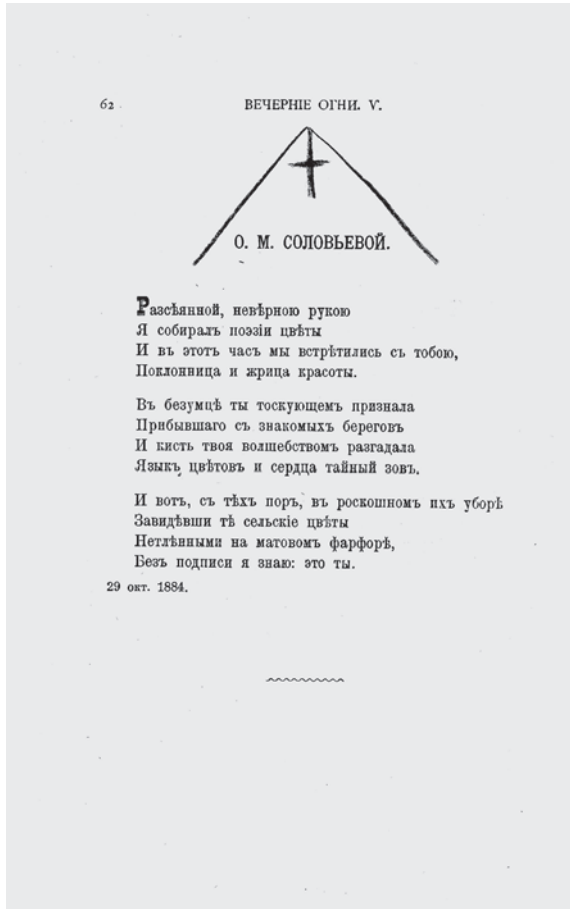 62
ВЕЧЕРНІЕ ОГНИ. V.
О. М. СОЛОВЬЕВОЙ.
Разсѣянной, невѣрною рукою
Я собиралъ поэзіи цвѣты
И въ этотъ часъ мы встрѣтились съ тобою,
Поклонница и жрица красоты.
Въ безумцѣ ты тоскующемъ признала
Прибывшаго съ знакомыхъ береговъ
И кисть твоя волшебствомъ разгадала
Языкъ цвѣтовъ и сердца тайный зовъ.
И вотъ, съ тѣхъ поръ, въ роскошномъ ихъ уборѣ
Завидѣвши тѣ сельскіе цвѣты
Нетлѣнными на матовомъ фарфорѣ,
Безъ подписи я знаю: это ты.
29 окт. 1884.